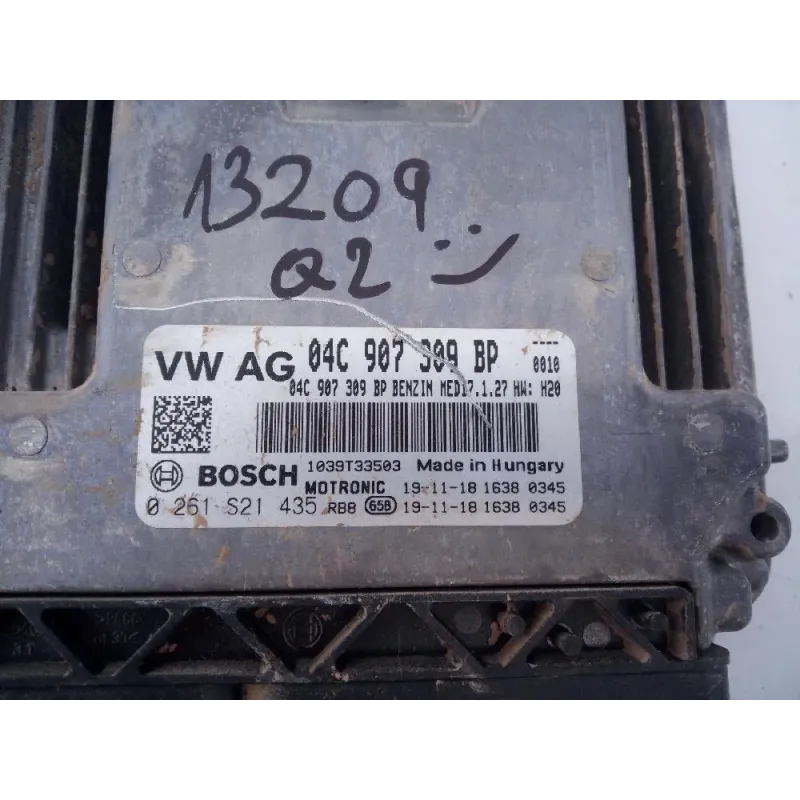 13209
Q2
VW AG 04C 907 309 BP ----
0010
04C 907 309 BP BENZIN MED17.1.27 HW: H20
BOSCH 1039T33503 Made in Hungary
MOTRONIC 19-11-18 1638 0345
0 261 S21 435 RB8 658 19-11-18 1638 0345